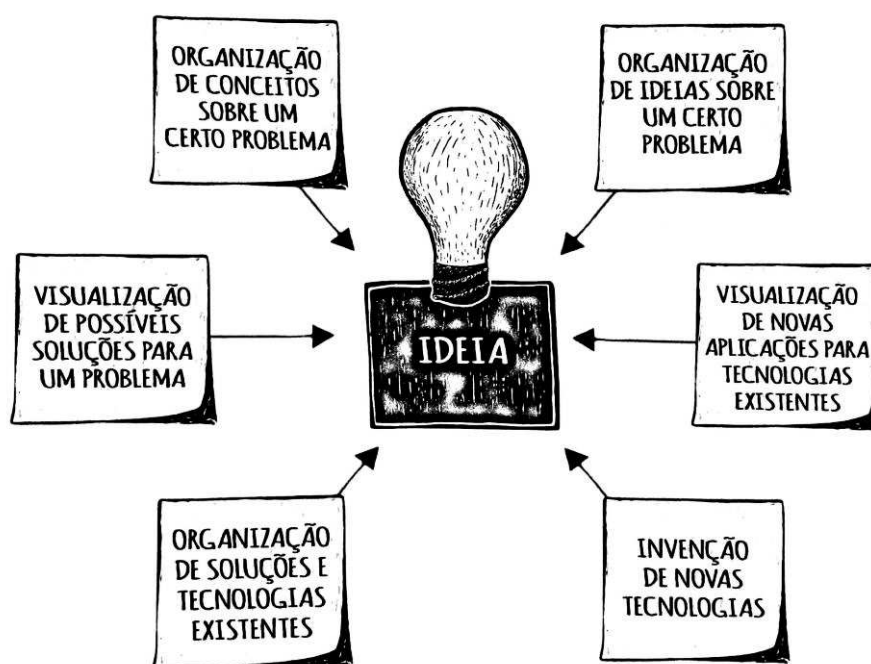 ORGANIZAÇÃO
DE CONCEITOS
SOBRE UM
CERTO PROBLEMA
ORGANIZAÇÃO
DE IDEIAS SOBRE
UM CERTO
PROBLEMA
VISUALIZAÇÃO
DE POSSÍVEIS
SOLUÇÕES PARA
UM PROBLEMA
IDEIA
VISUALIZAÇÃO
DE NOVAS
APLICAÇÕES PARA
TECNOLOGIAS
EXISTENTES
ORGANIZAÇÃO
DE SOLUÇÕES E
TECNOLOGIAS
EXISTENTES
INVENÇÃO
DE NOVAS
TECNOLOGIAS